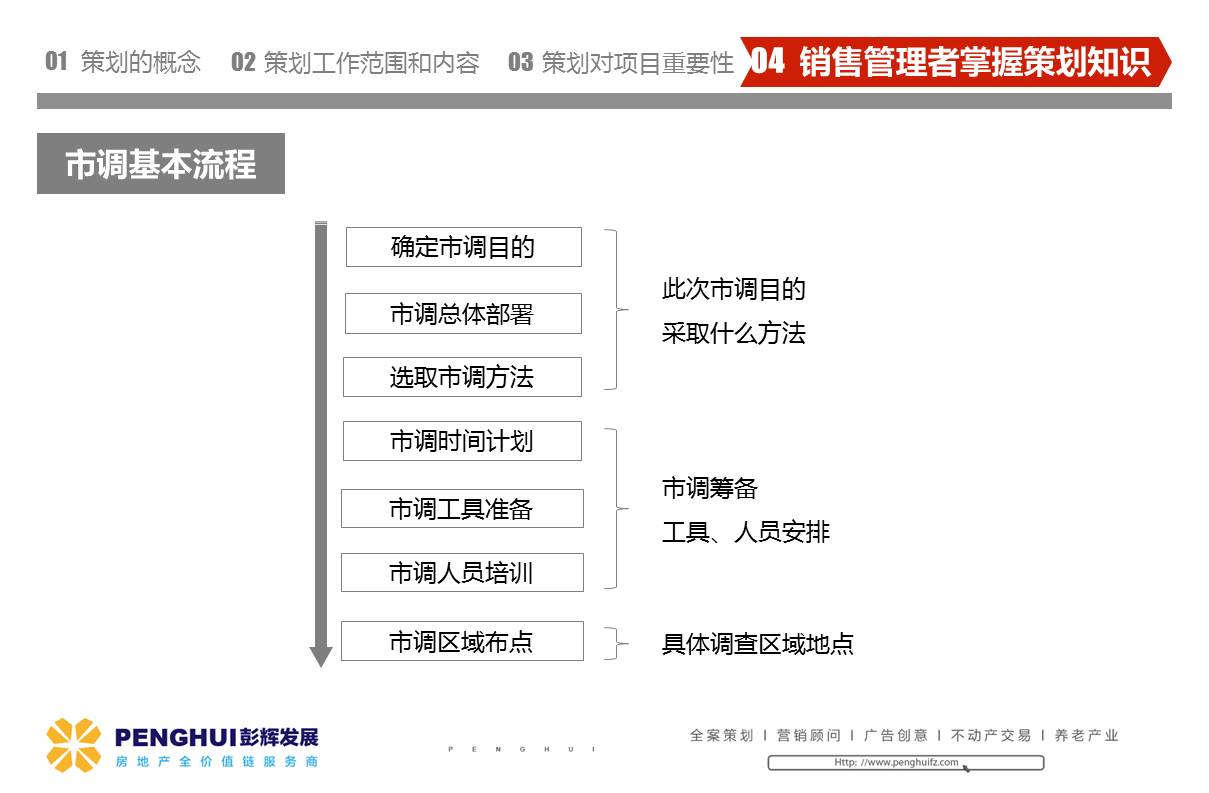 01 策划的概念 02 策划工作范围和内容 03 策划对项目重要性 04 销售管理者掌握策划知识
市调基本流程
确定市调目的
市调总体部署
选取市调方法
此次市调目的
采取什么方法
市调时间计划
市调工具准备
市调人员培训
市调筹备
工具、人员安排
市调区域布点
具体调查区域地点
PENGHUI彭辉发展
房地产全价值链服务商
PENGHUI
全案策划 I 营销顾问 I 广告创意 I 不动产交易 I 养老产业
Http: //www.penghuifz.com